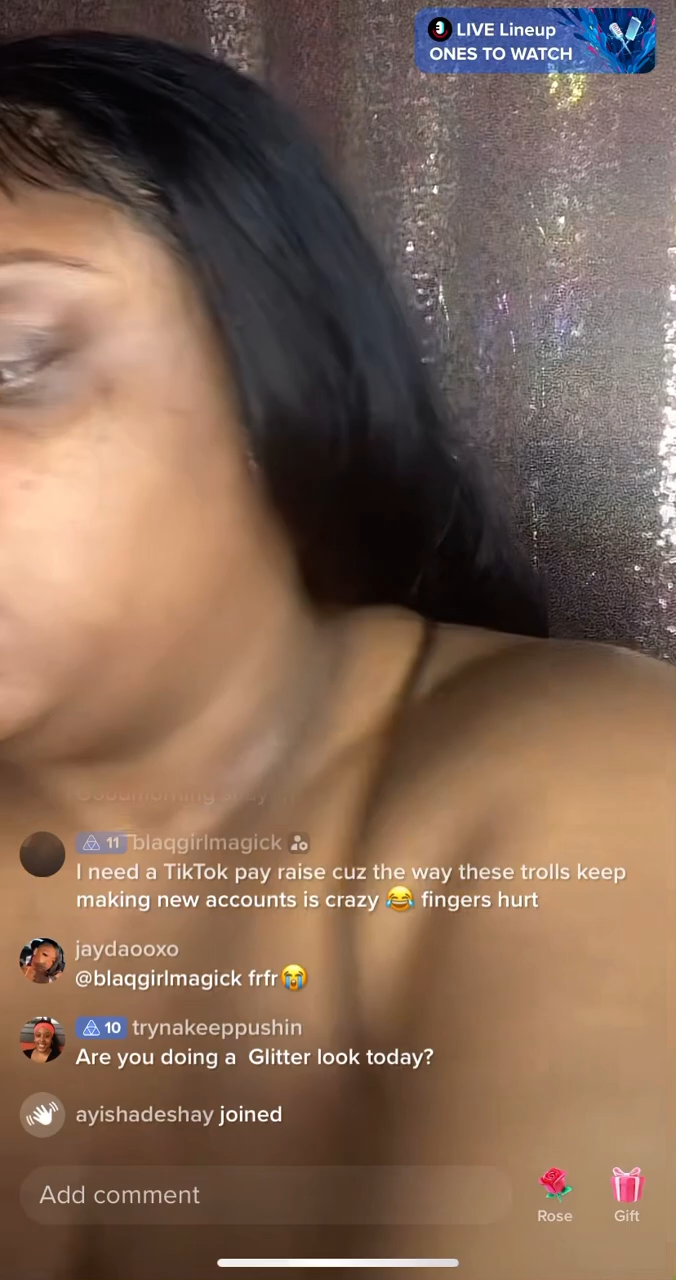 LIVE Lineup
ONES TO WATCH
11 blaqgirlmagick
I need a TikTok pay raise cuz the way these trolls keep
making new accounts is crazy 😂 fingers hurt
jaydaooxo
@blaqgirlmagick frfr😭
10 trynakeeppushin
Are you doing a Glitter look today?
ayishadeshay joined
Add comment
Rose
Gift